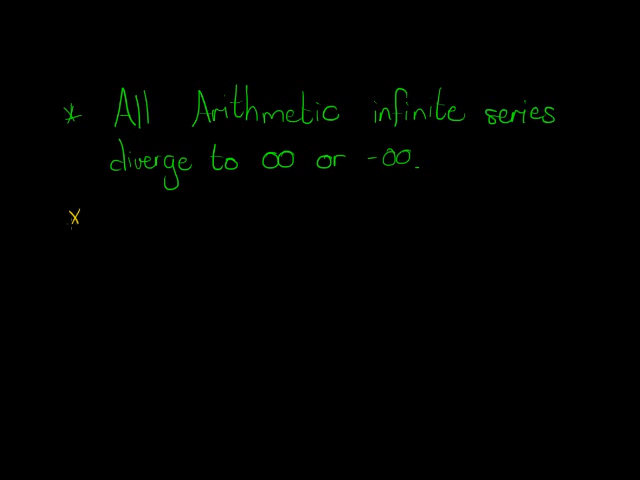 * All Arithmetic infinite series
diverge to ∞ or -∞.
*